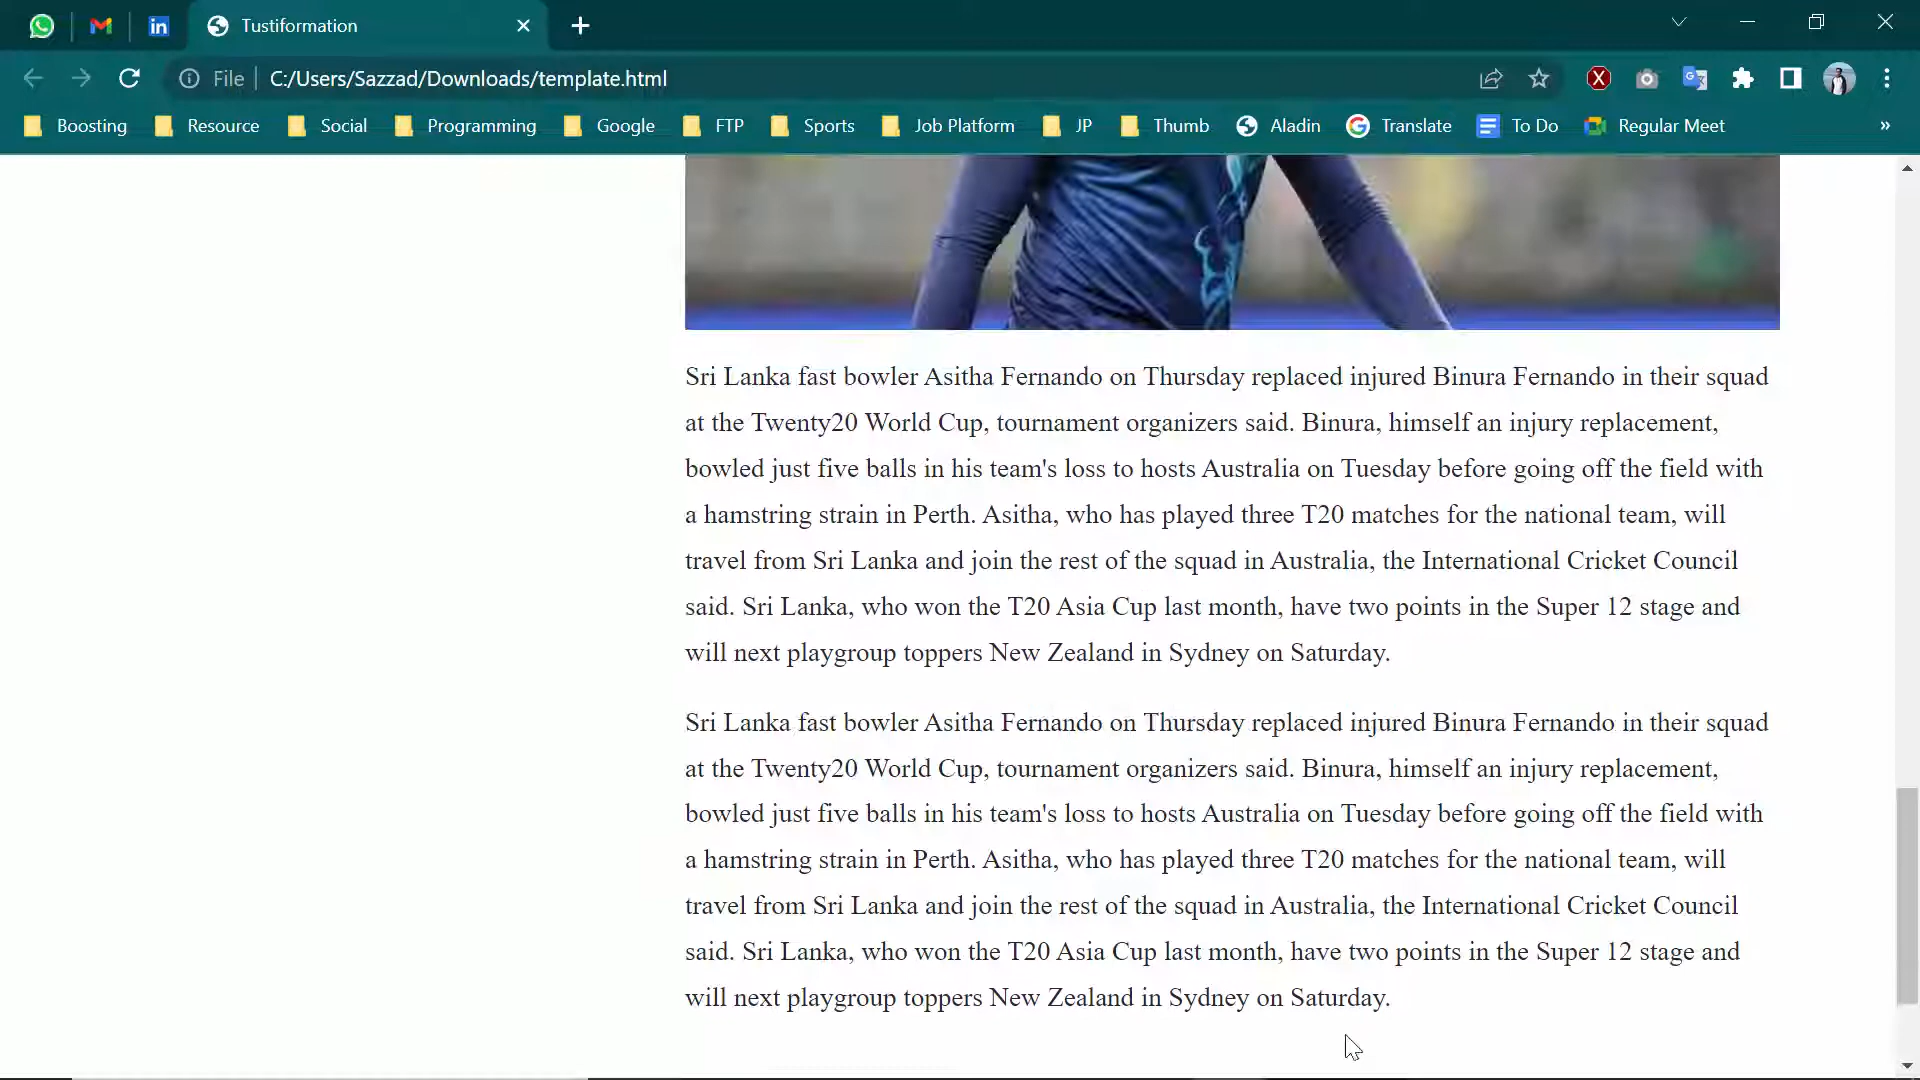 Tustiformation
File
C:/Users/Sazzad/Downloads/template.html
Boosting Resource Social Programming Google FTP Sports Job Platform JP Thumb Aladin Translate To Do Regular Meet »
Sri Lanka fast bowler Asitha Fernando on Thursday replaced injured Binura Fernando in their squad
at the Twenty20 World Cup, tournament organizers said. Binura, himself an injury replacement,
bowled just five balls in his team's loss to hosts Australia on Tuesday before going off the field with
a hamstring strain in Perth. Asitha, who has played three T20 matches for the national team, will
travel from Sri Lanka and join the rest of the squad in Australia, the International Cricket Council
said. Sri Lanka, who won the T20 Asia Cup last month, have two points in the Super 12 stage and
will next playgroup toppers New Zealand in Sydney on Saturday.
Sri Lanka fast bowler Asitha Fernando on Thursday replaced injured Binura Fernando in their squad
at the Twenty20 World Cup, tournament organizers said. Binura, himself an injury replacement,
bowled just five balls in his team's loss to hosts Australia on Tuesday before going off the field with
a hamstring strain in Perth. Asitha, who has played three T20 matches for the national team, will
travel from Sri Lanka and join the rest of the squad in Australia, the International Cricket Council
said. Sri Lanka, who won the T20 Asia Cup last month, have two points in the Super 12 stage and
will next playgroup toppers New Zealand in Sydney on Saturday.